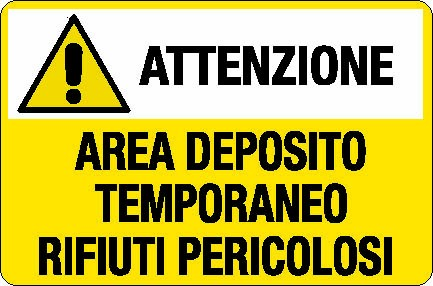 ATTENZIONE
AREA DEPOSITO
TEMPORANEO
RIFIUTI PERICOLOSI